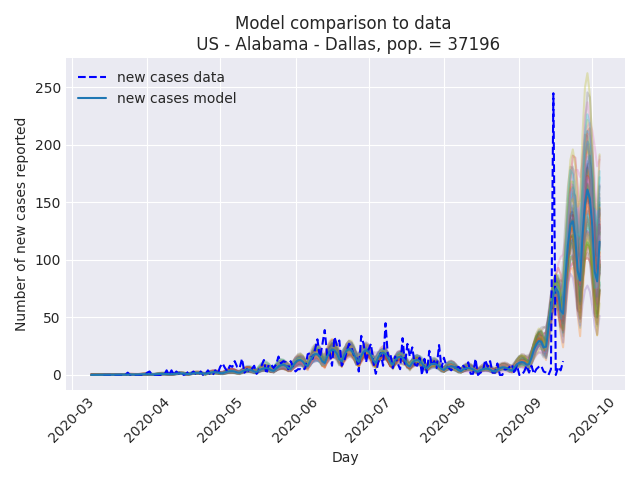 Model comparison to data
US - Alabama - Dallas, pop. = 37196
new cases data
new cases model
Number of new cases reported
250
200
150
100
50
0
2020-03
2020-04
2020-05
2020-06
2020-07
2020-08
2020-09
2020-10
Day